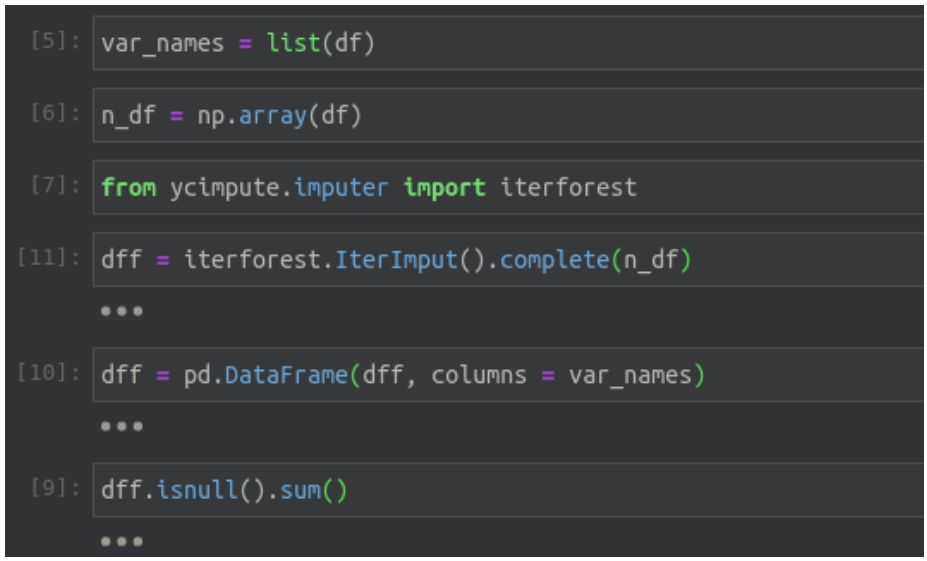 [5]: var_names = list(df)
[6]: n_df = np.array(df)
[7]: from ycimpute.imputer import iterforest
[11]: dff = iterforest.IterImput().complete(n_df)
•••
[10]: dff = pd.DataFrame(dff, columns = var_names)
•••
[9]: dff.isnull().sum()
•••